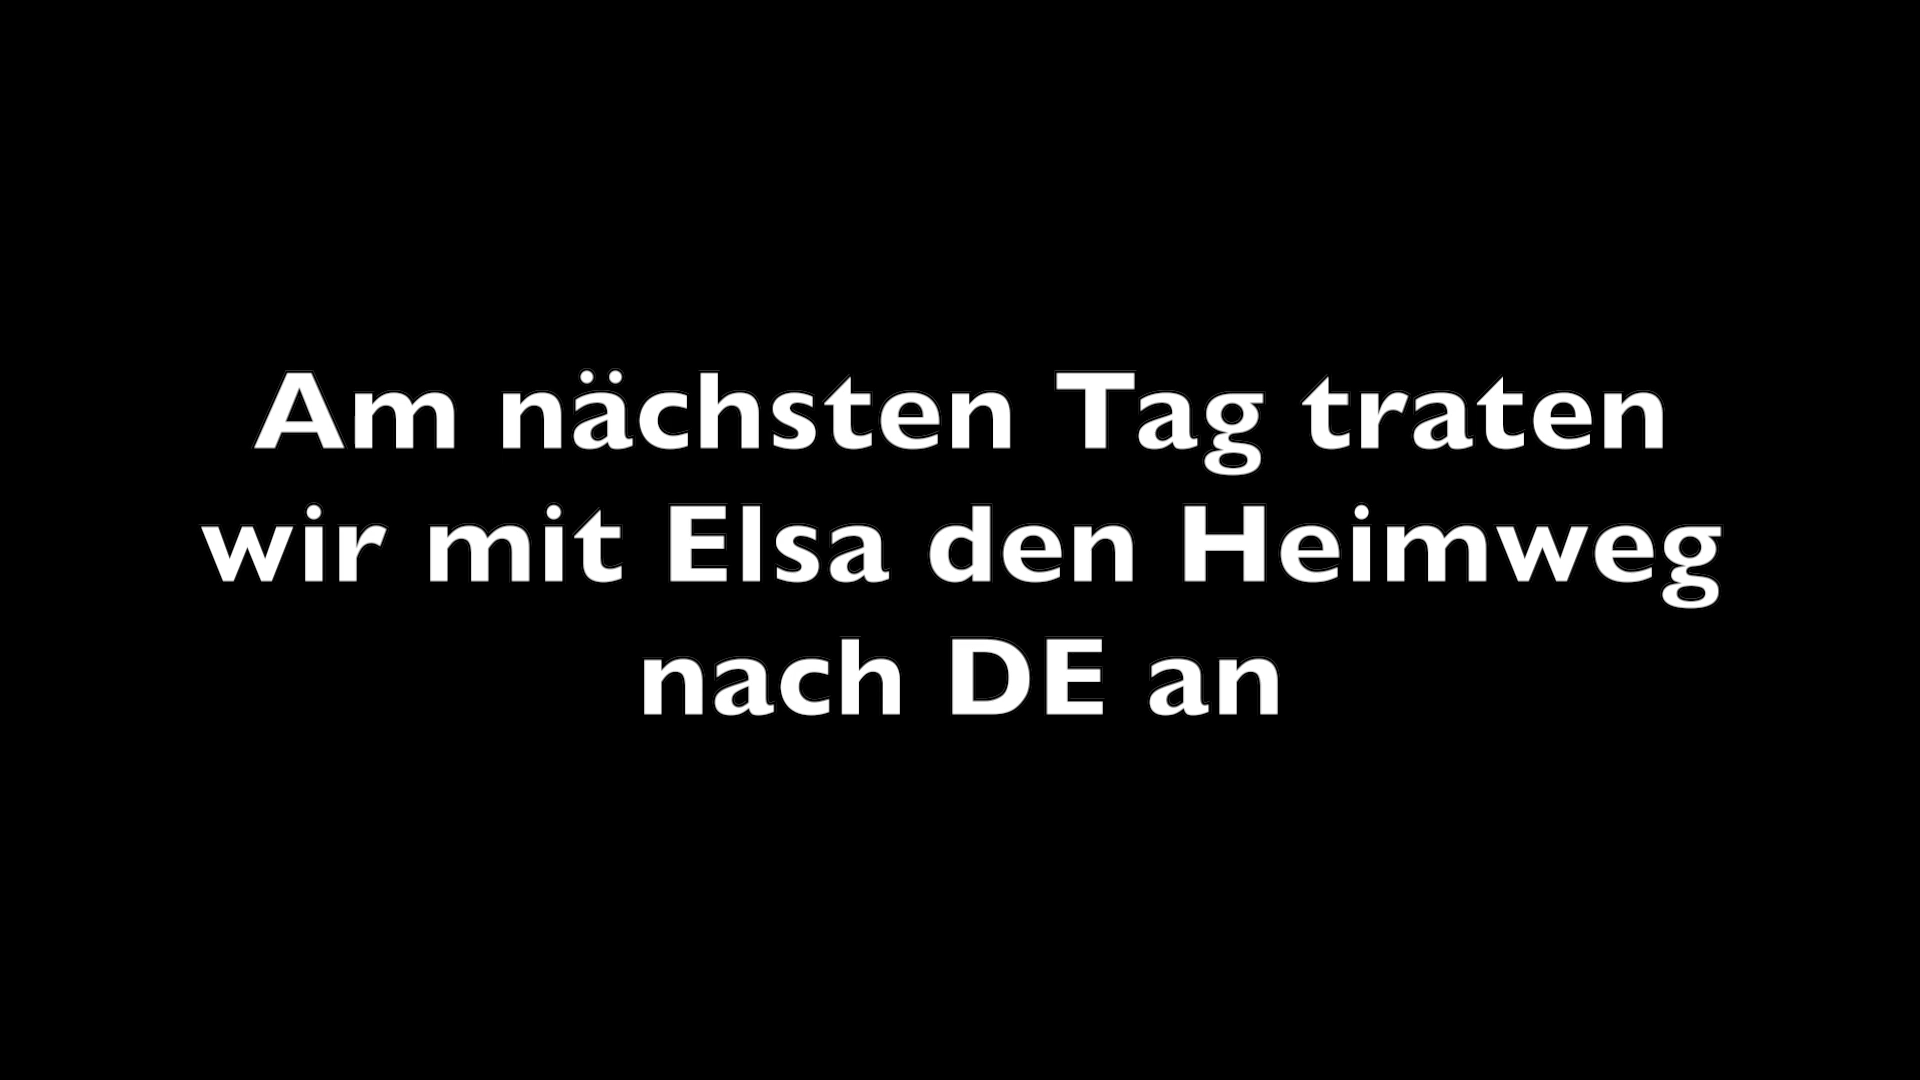 Am nächsten Tag traten
wir mit Elsa den Heimweg
nach DE an